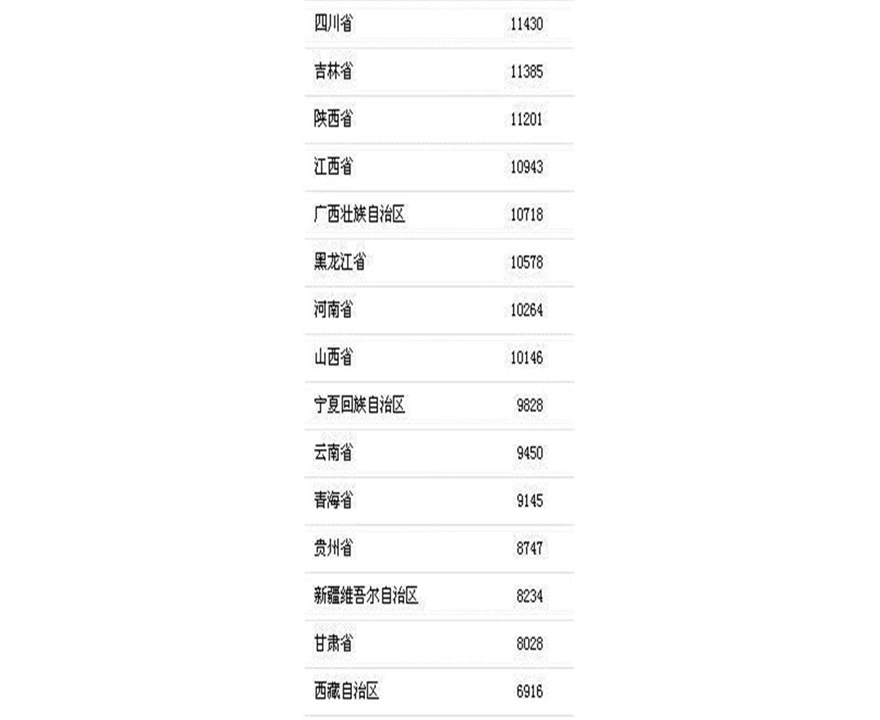 四川省 11430
吉林省 11385
陕西省 11201
江西省 10943
广西壮族自治区 10718
黑龙江省 10578
河南省 10264
山西省 10146
宁夏回族自治区 9828
云南省 9450
青海省 9145
贵州省 8747
新疆维吾尔自治区 8234
甘肃省 8028
西藏自治区 6916